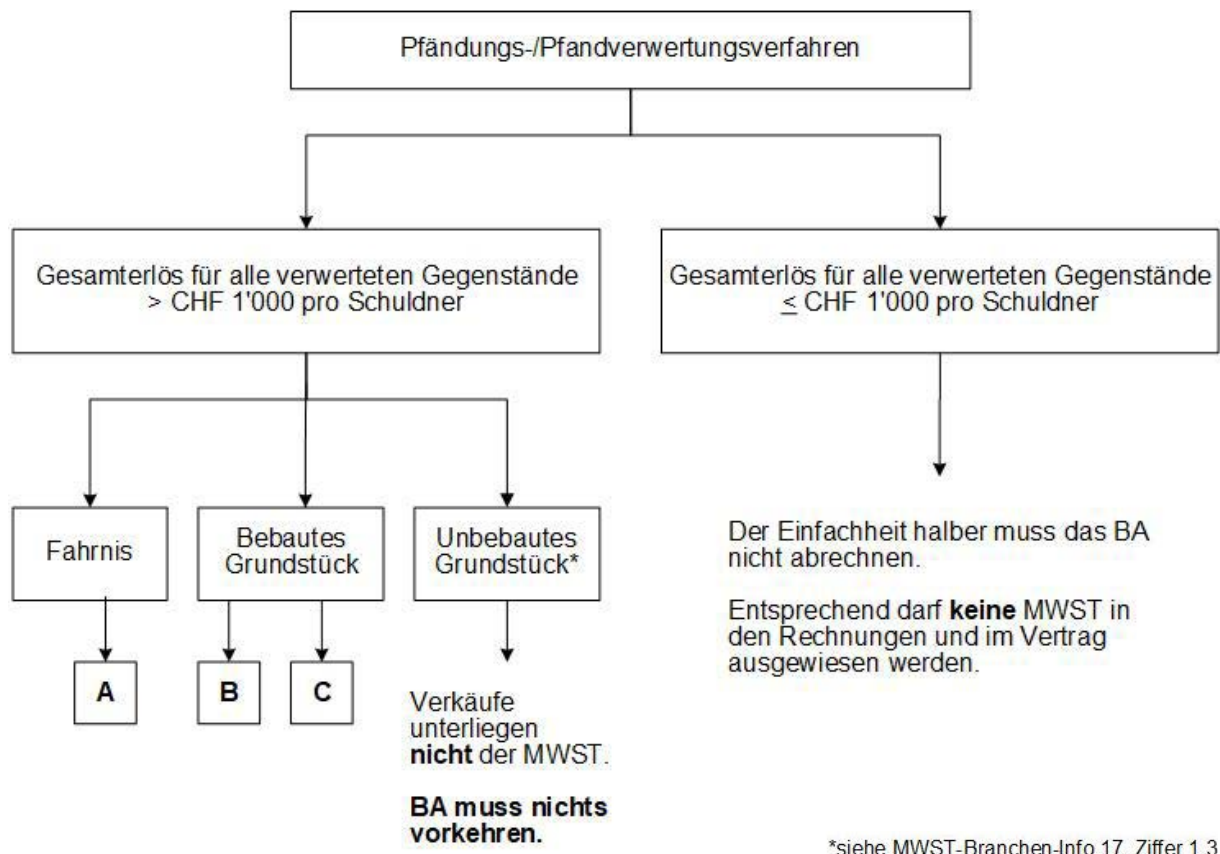 Pfändungs-/Pfandverwertungsverfahren
Gesamterlös für alle verwerteten Gegenstände
> CHF 1'000 pro Schuldner
Gesamterlös für alle verwerteten Gegenstände
≤ CHF 1'000 pro Schuldner
Fahrnis
Bebautes
Grundstück
Unbebautes
Grundstück*
A
B
C
Verkäufe
unterliegen
nicht der MWST.
BA muss nichts
vorkehren.
Der Einfachheit halber muss das BA
nicht abrechnen.
Entsprechend darf keine MWST in
den Rechnungen und im Vertrag
ausgewiesen werden.
*siehe MWST-Branchen-Info 17, Ziffer 1.3